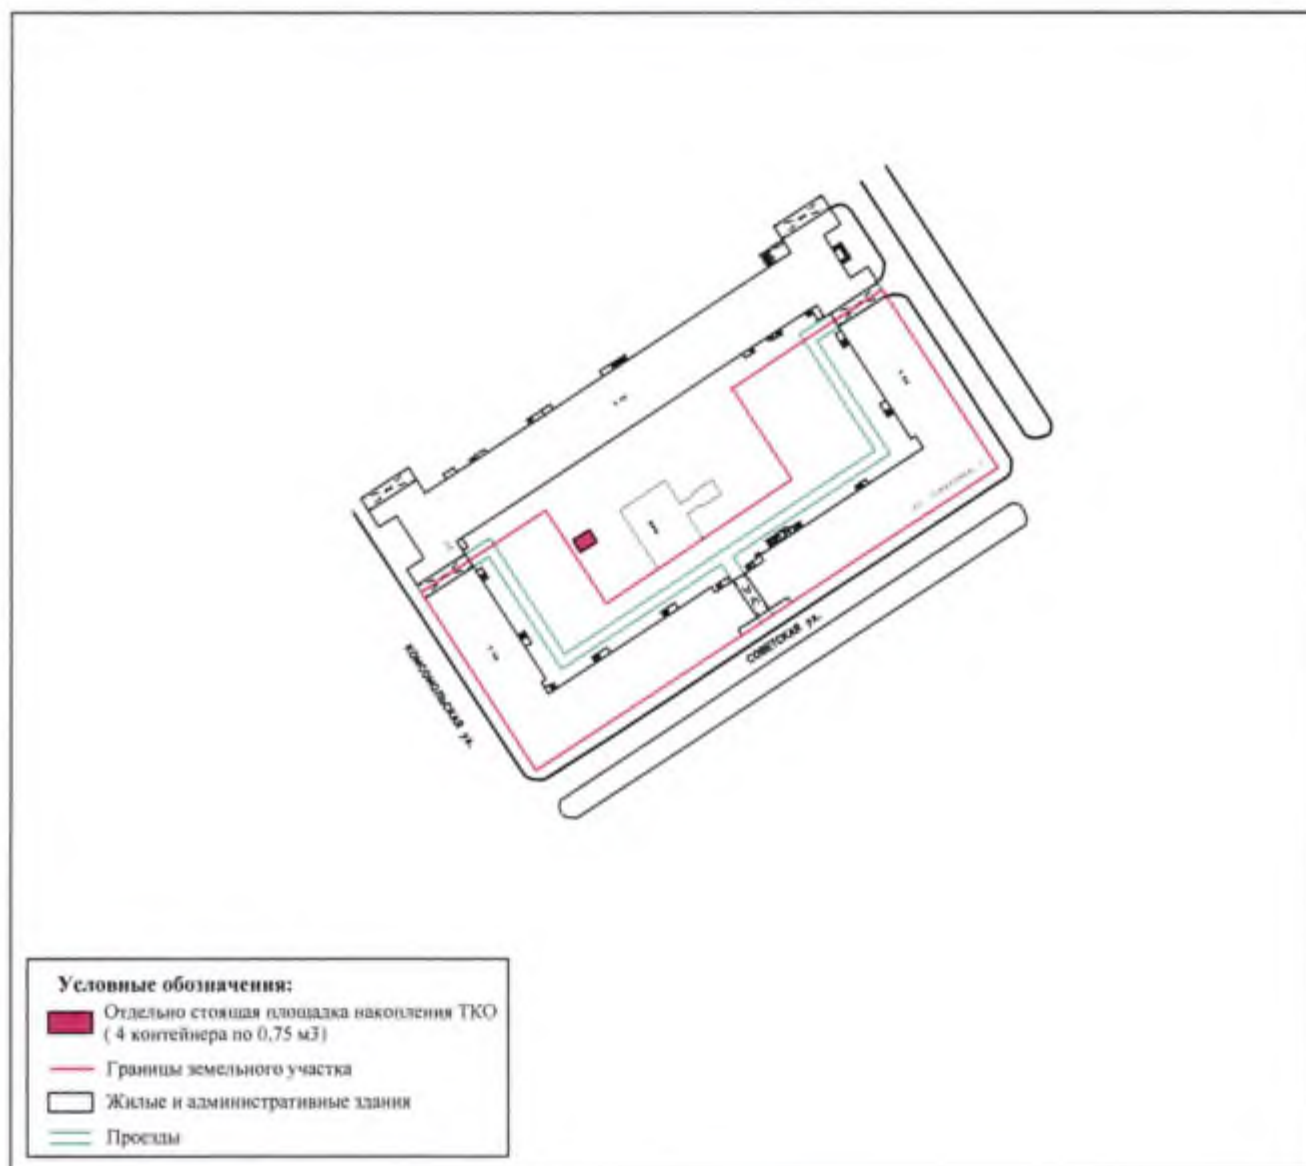 КОМСОМОЛЬСКАЯ ул.
СОВЕТСКАЯ ул.
Условные обозначения:
Отдельно стоящая площадка накопления ТКО
( 4 контейнера по 0,75 м3)
Границы земельного участка
Жилые и административные здания
Проезды